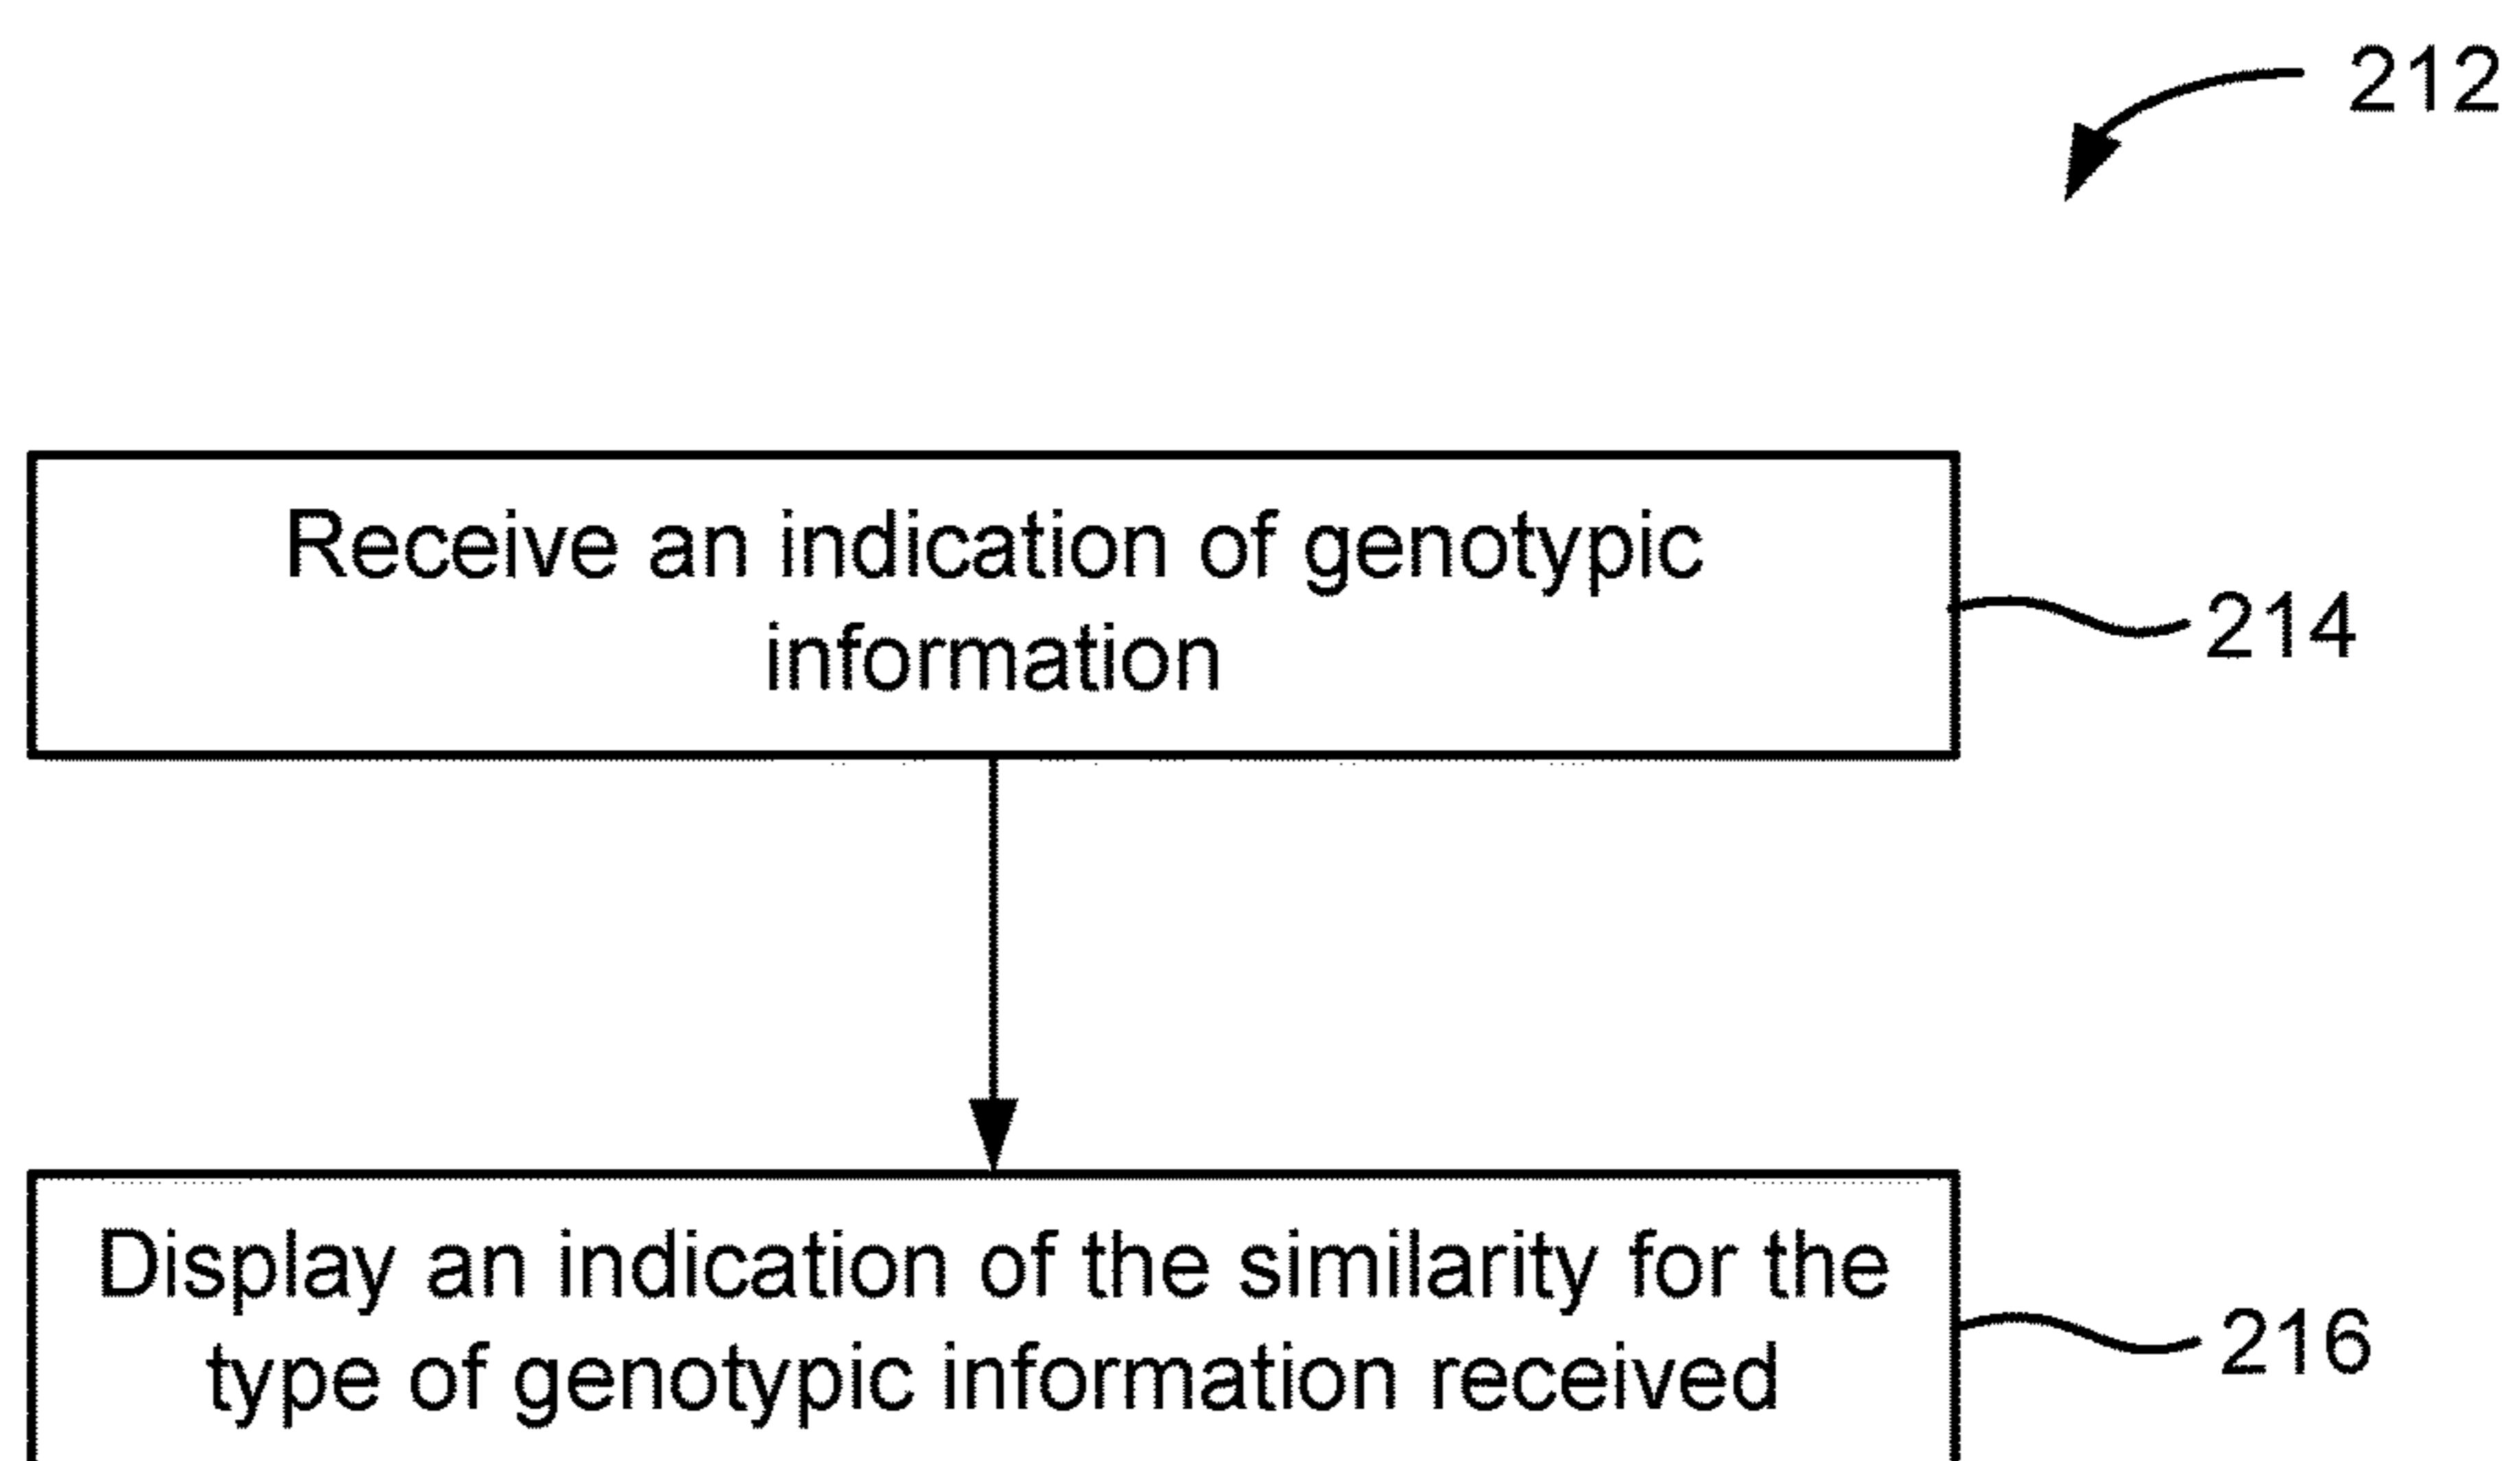 212
Receive an indication of genotypic
information
214
Display an indication of the similarity for the
type of genotypic information received
216